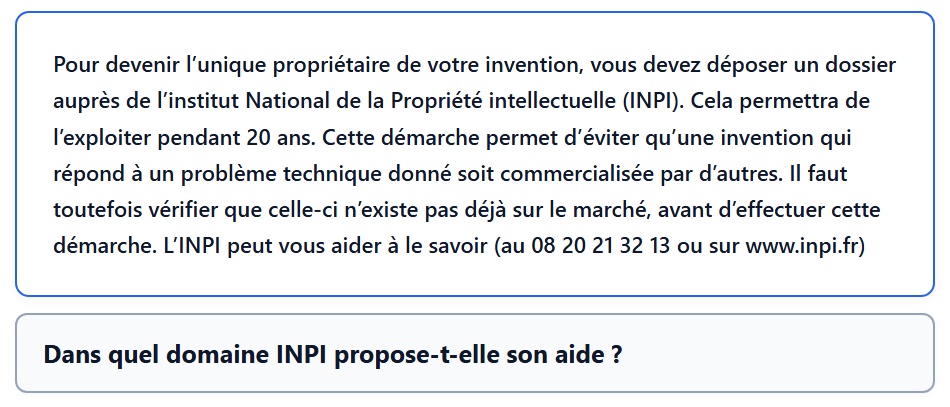 Pour devenir l’unique propriétaire de votre invention, vous devez déposer un dossier
auprès de l’institut National de la Propriété intellectuelle (INPI). Cela permettra de
l’exploiter pendant 20 ans. Cette démarche permet d’éviter qu’une invention qui
répond à un problème technique donné soit commercialisée par d’autres. Il faut
toutefois vérifier que celle-ci n’existe pas déjà sur le marché, avant d’effectuer cette
démarche. L’INPI peut vous aider à le savoir (au 08 20 21 32 13 ou sur www.inpi.fr)
Dans quel domaine INPI propose-t-elle son aide ?